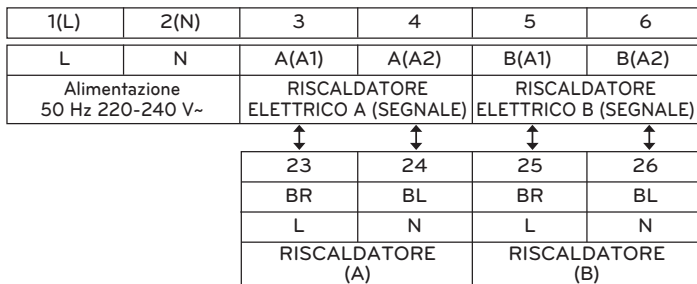 1(L) 2(N) 3 4 5 6
L N A(A1) A(A2) B(A1) B(A2)
Alimentazione RISCALDATORE RISCALDATORE
50 Hz 220-240 V~ ELETTRICO A (SEGNALE) ELETTRICO B (SEGNALE)
23 24 25 26
BR BL BR BL
L N L N
RISCALDATORE RISCALDATORE
(A) (B)